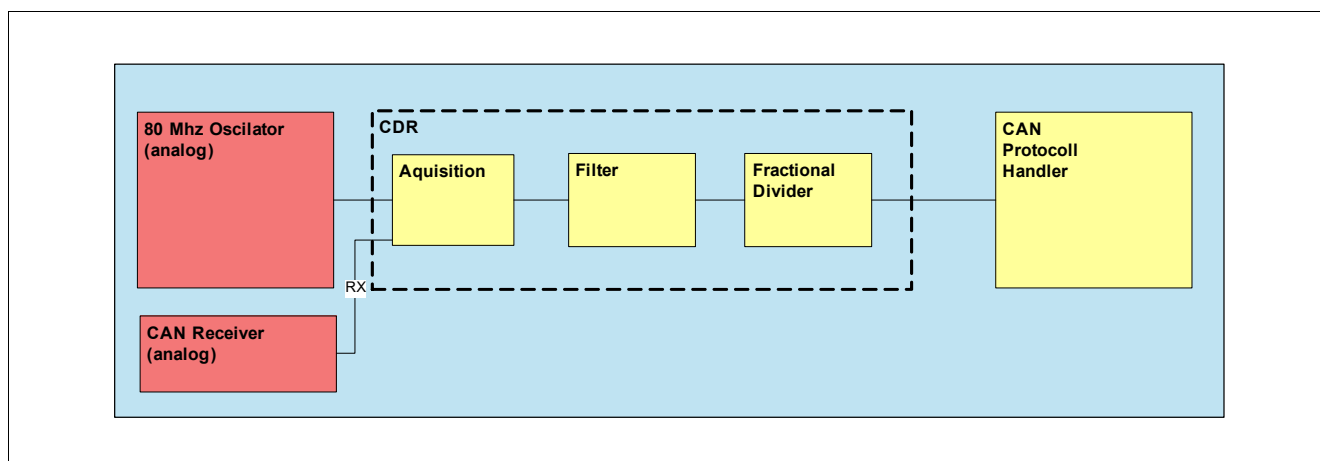 80 Mhz Oscilator
(analog)
CDR
Aquisition
Filter
Fractional
Divider
CAN
Protocoll
Handler
RX
CAN Receiver
(analog)